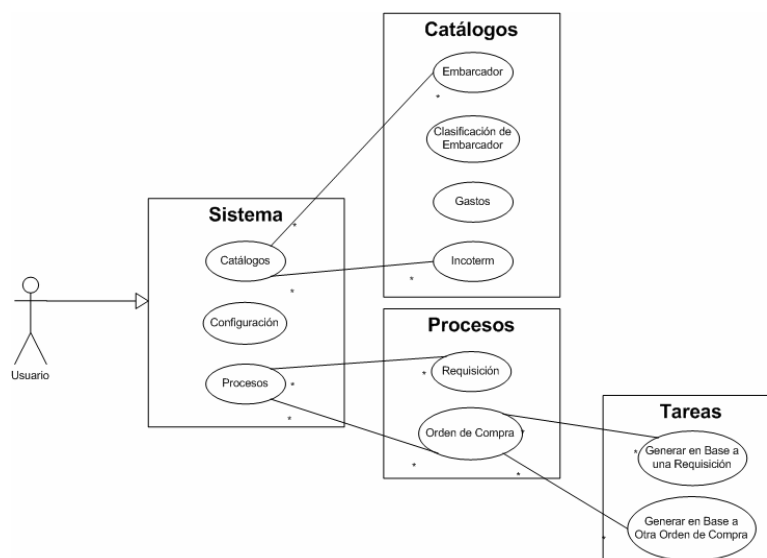 Catálogos
Embarcador
*
Clasificación de
Embarcador
Gastos
Incoterm
*
Sistema
*
Catálogos
*
Configuración
Procesos
*
*
Usuario
Procesos
Requisición
*
Orden de Compra
*
*
*
Tareas
Generar en Base a
una Requisición
*
Generar en Base a
Otra Orden de Compra
*